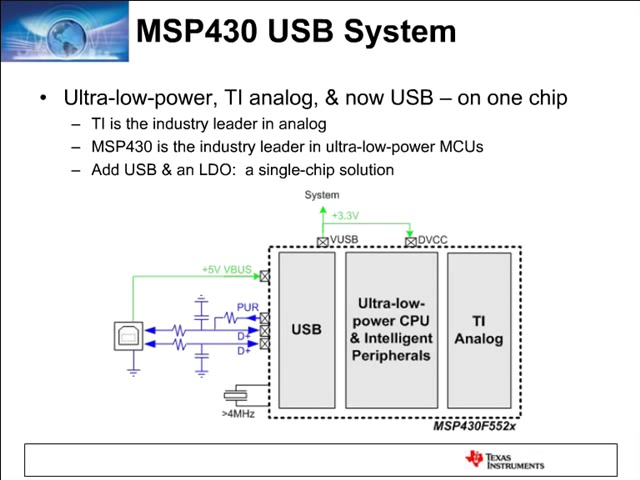 MSP430 USB System
• Ultra-low-power, TI analog, & now USB – on one chip
– TI is the industry leader in analog
– MSP430 is the industry leader in ultra-low-power MCUs
– Add USB & an LDO: a single-chip solution
System
+3.3V
VUSB
DVCC
+5V VBUS
PUR
D+
D+
USB
Ultra-low-
power CPU
& Intelligent
Peripherals
TI
Analog
>4MHz
MSP430F552x
TEXAS
INSTRUMENTS